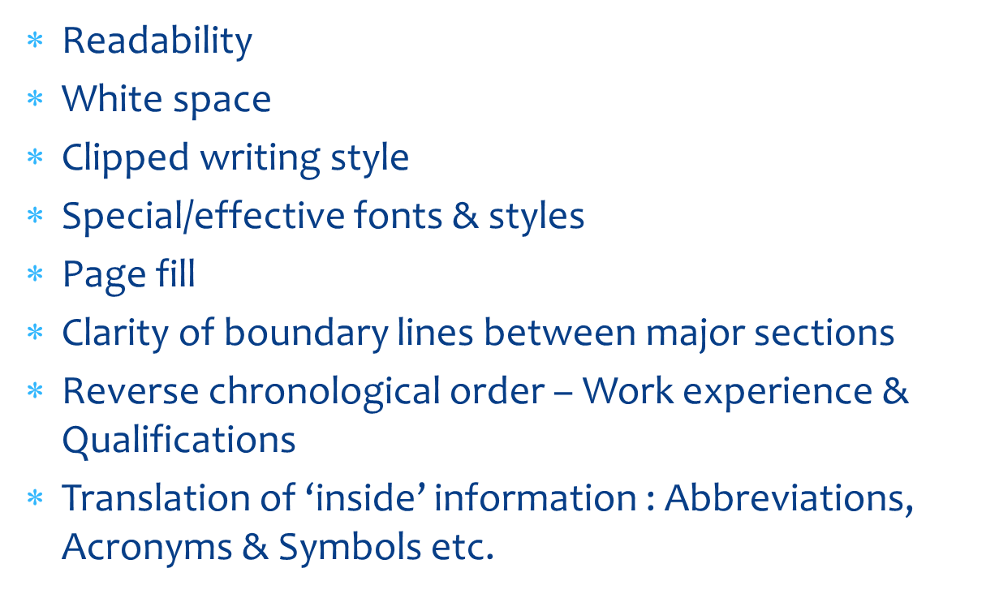 * Readability
* White space
* Clipped writing style
* Special/effective fonts & styles
* Page fill
* Clarity of boundary lines between major sections
* Reverse chronological order – Work experience &
Qualifications
* Translation of ‘inside’ information : Abbreviations,
Acronyms & Symbols etc.